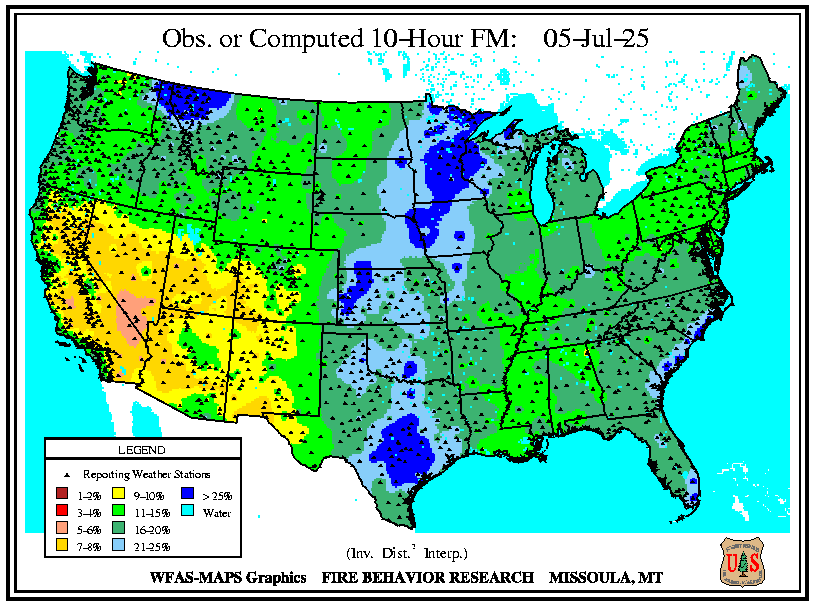 Obs. or Computed 10-Hour FM: 05-Jul-25
LEGEND
Reporting Weather Stations
1-2% 9-10% > 25%
3-4% 11-15% Water
5-6% 16-20%
7-8% 21-25%
(Inv. Dist.² Interp.)
WFAS-MAPS Graphics FIRE BEHAVIOR RESEARCH MISSOULA, MT
U S